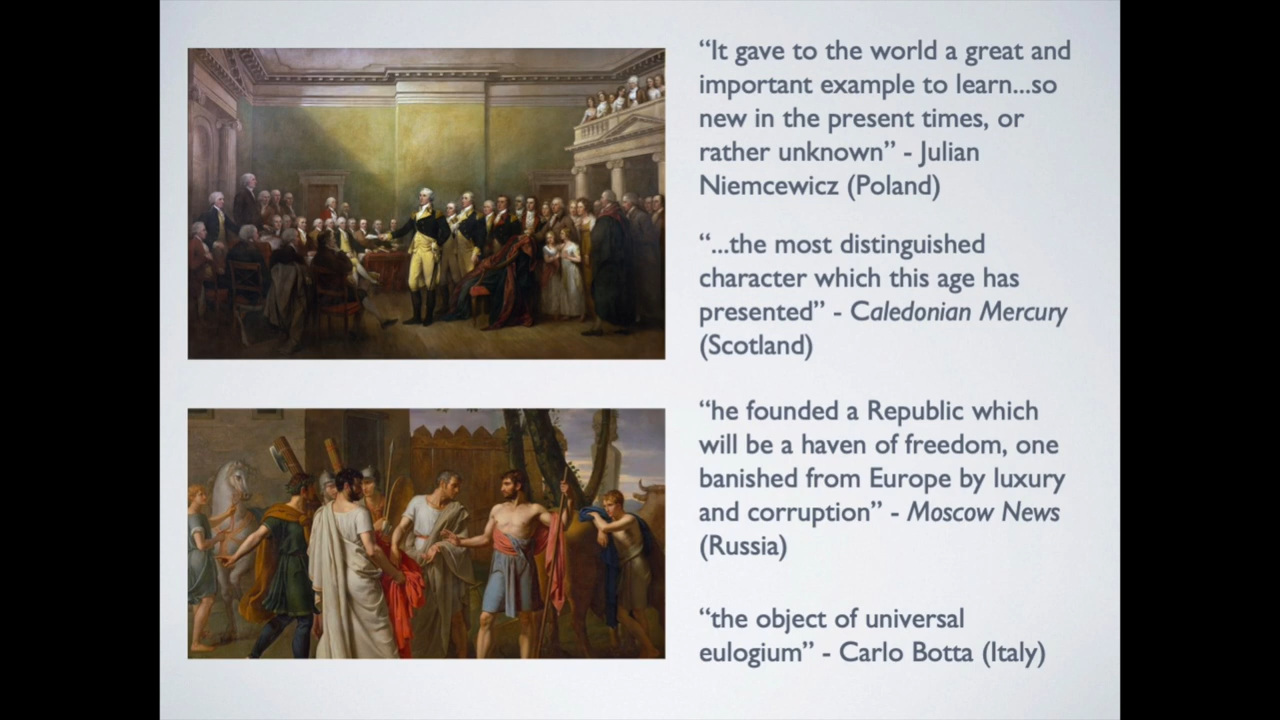 “It gave to the world a great and
important example to learn...so
new in the present times, or
rather unknown” - Julian
Niemcewicz (Poland)
“...the most distinguished
character which this age has
presented” - Caledonian Mercury
(Scotland)
“he founded a Republic which
will be a haven of freedom, one
banished from Europe by luxury
and corruption” - Moscow News
(Russia)
“the object of universal
eulogium” - Carlo Botta (Italy)